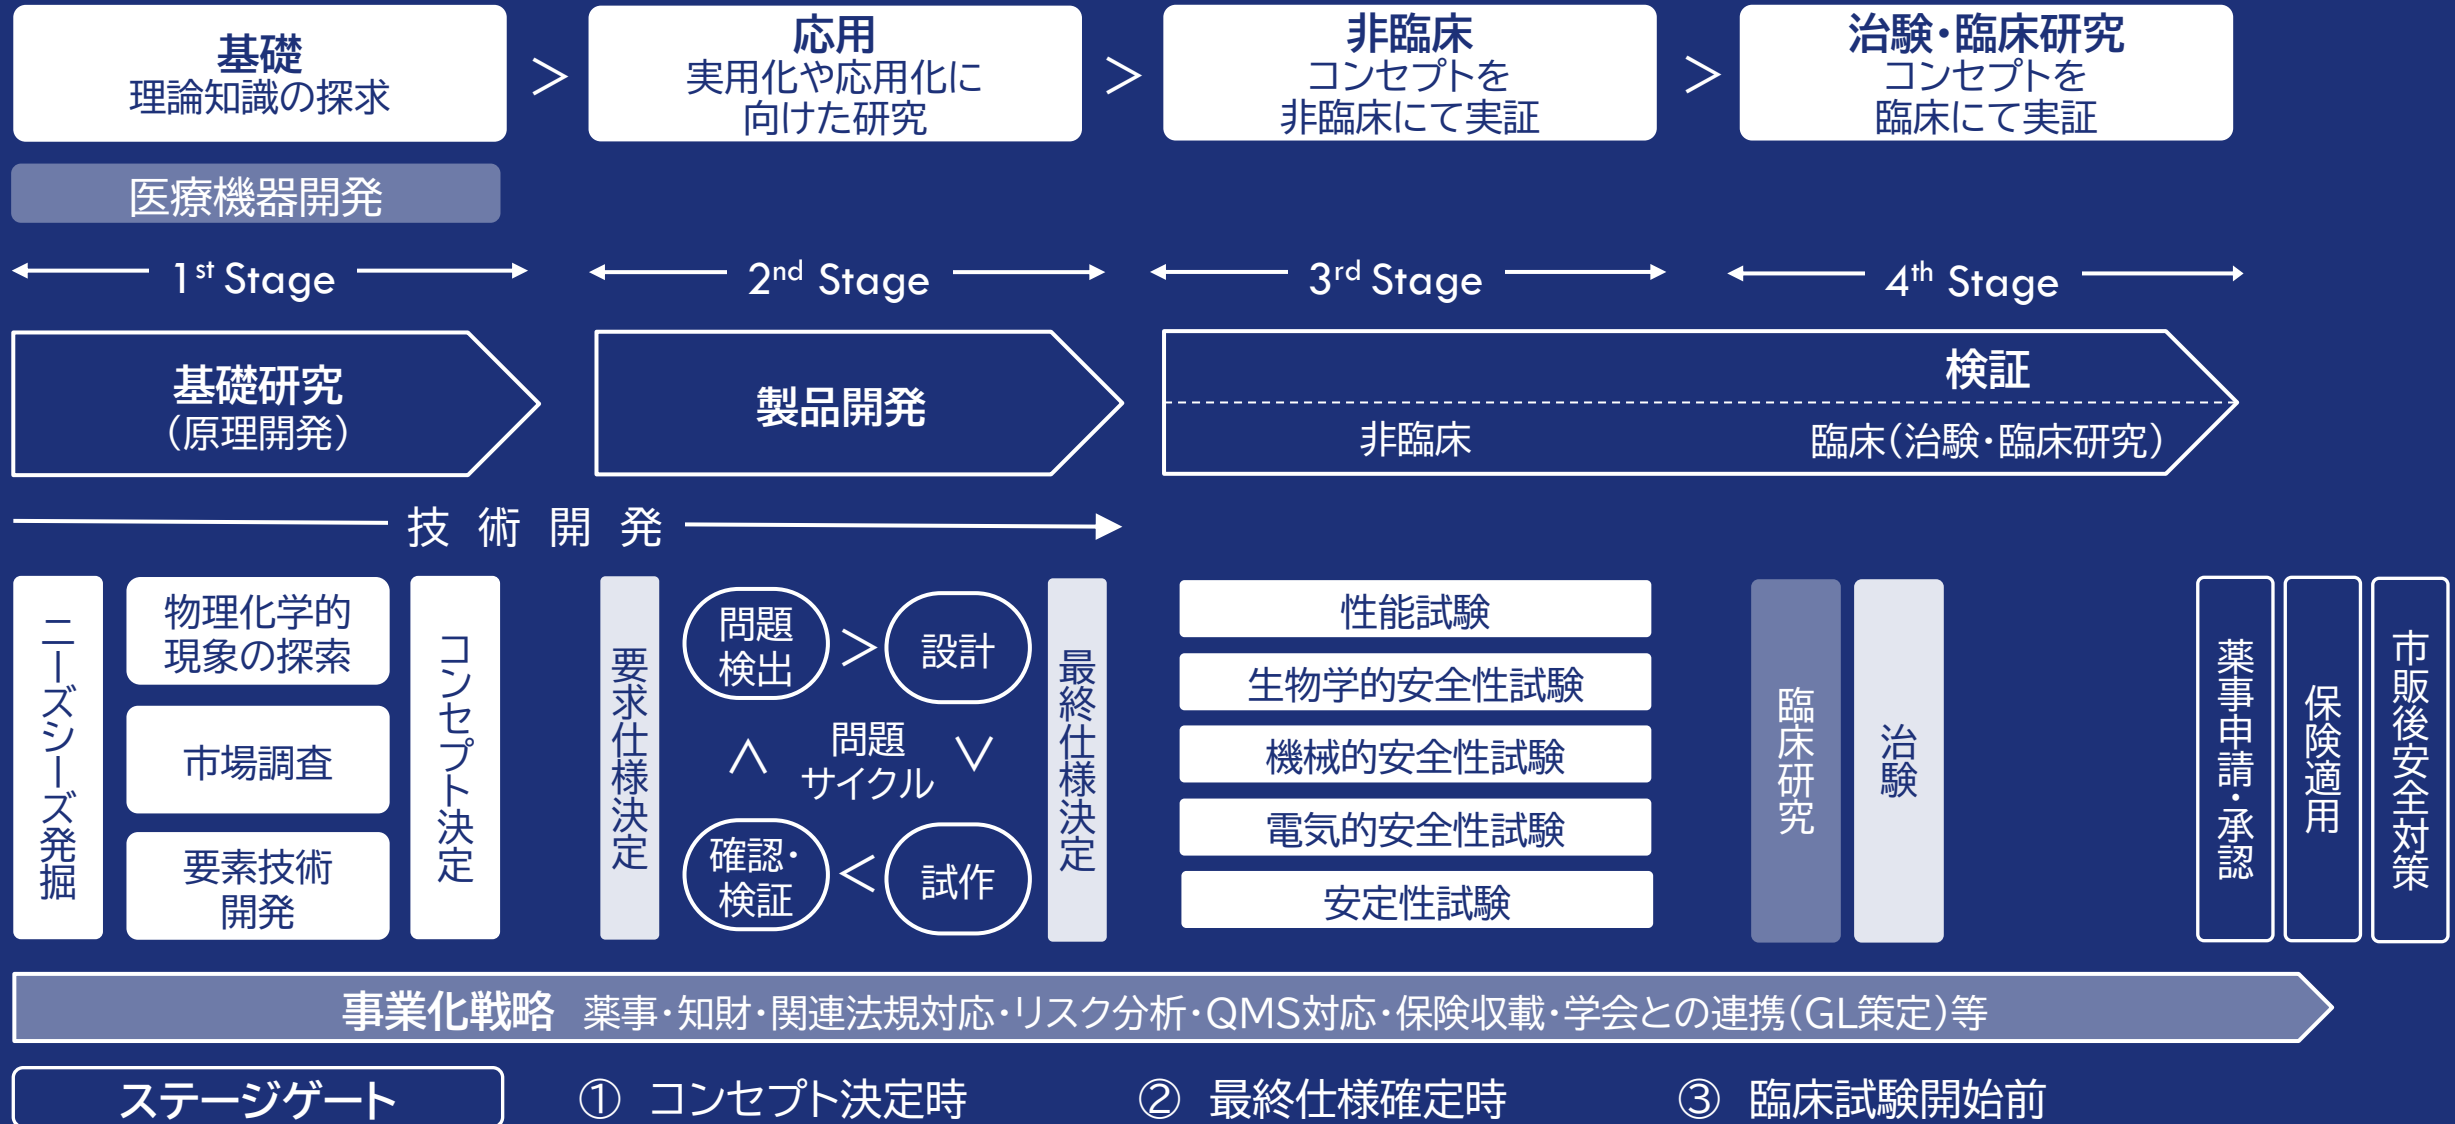 基礎
理論知識の探求
>
応用
実用化や応用化に
向けた研究
>
非臨床
コンセプトを
非臨床にて実証
>
治験・臨床研究
コンセプトを
臨床にて実証
医療機器開発
1st Stage
2nd Stage
3rd Stage
4th Stage
基礎研究
（原理開発）
製品開発
検証
非臨床
臨床（治験・臨床研究）
技術開発
ニーズシーズ発掘
物理化学的
現象の探索
市場調査
要素技術
開発
コンセプト決定
要求仕様決定
問題
検出
>
設計
問題
サイクル
確認・
検証
<
試作
最終仕様決定
性能試験
生物学的安全性試験
機械的安全性試験
電気的安全性試験
安定性試験
臨床研究
治験
薬事申請・承認
保険適用
市販後安全対策
事業化戦略 薬事・知財・関連法規対応・リスク分析・QMS対応・保険収載・学会との連携（GL策定）等
ステージゲート
① コンセプト決定時
② 最終仕様確定時
③ 臨床試験開始前